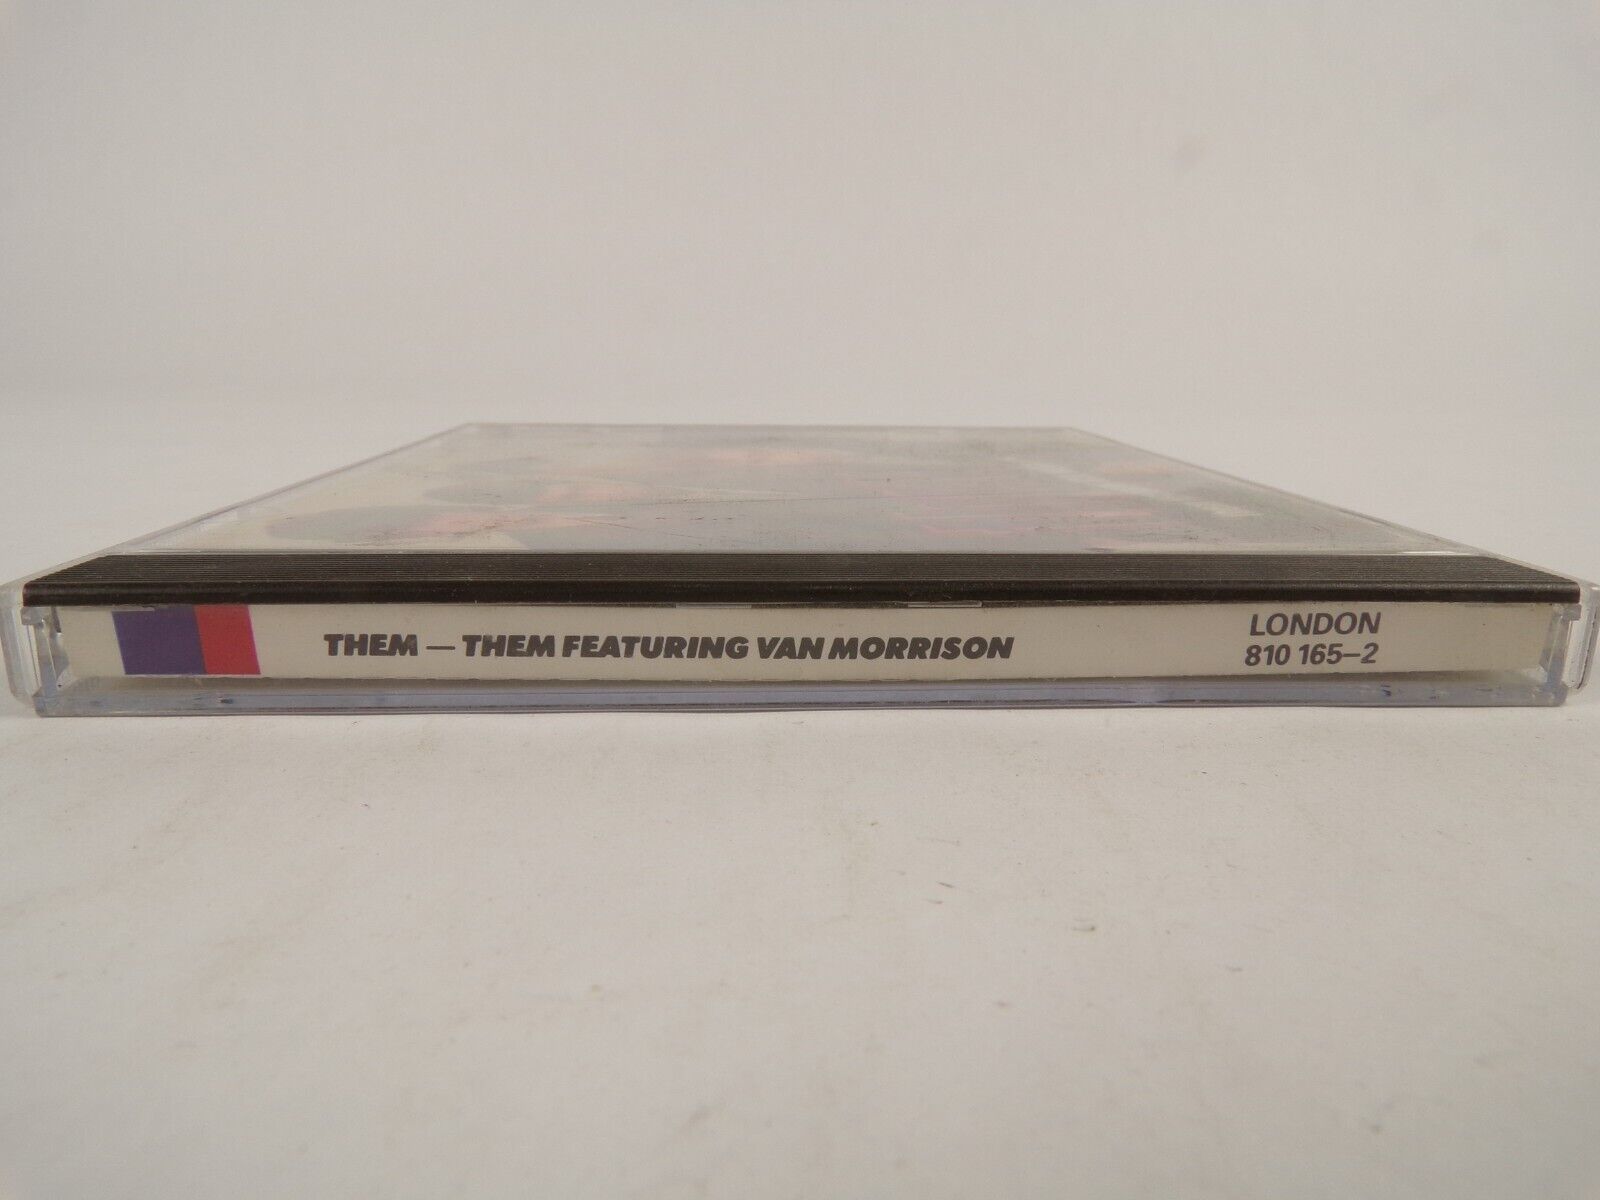 THEM — THEM FEATURING VAN MORRISON
LONDON
810 165–2